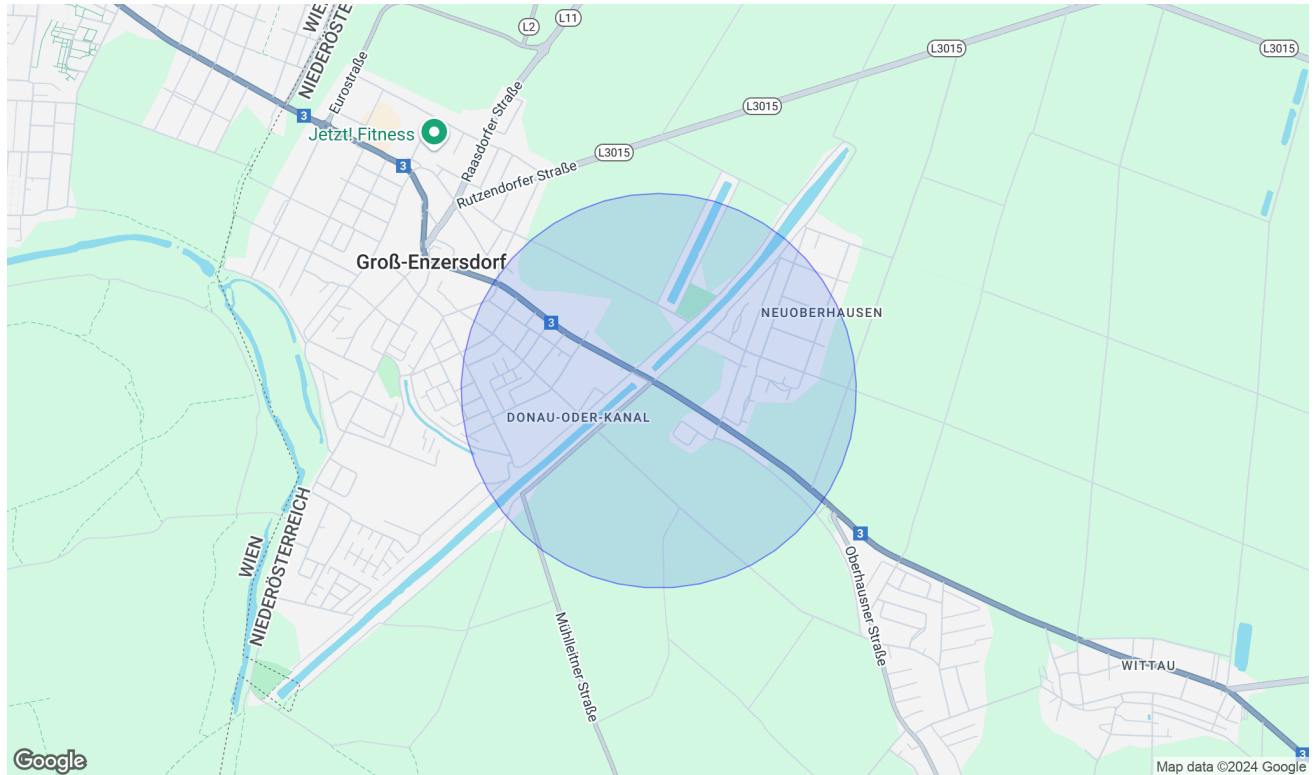 WIEN
NIEDERÖSTE
L2
L11
L3015
L3015
3
Eurostraße
Jetzt! Fitness
L3015
3
Raasdorfer Straße
L3015
Rutzendorfer Straße
Groß-Enzersdorf
NEUOBERHAUSEN
3
DONAU-ODER-KANAL
WIEN
NIEDERÖSTERREICH
3
Oberhausner Straße
Mühlleitner Straße
WITTAU
3
Google
Map data ©2024 Google